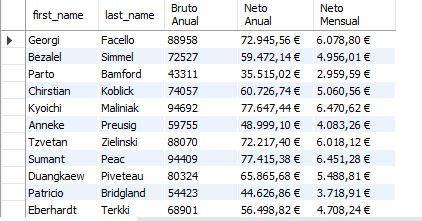 first_name last_name Bruto Anual Neto Anual Neto Mensual
Georgi Facello 88958 72.945,56 € 6.078,80 €
Bezalel Simmel 72527 59.472,14 € 4.956,01 €
Parto Bamford 43311 35.515,02 € 2.959,59 €
Chirstian Koblick 74057 60.726,74 € 5.060,56 €
Kyoichi Maliniak 94692 77.647,44 € 6.470,62 €
Anneke Preusig 59755 48.999,10 € 4.083,26 €
Tzvetan Zielinski 88070 72.217,40 € 6.018,12 €
Sumant Peac 94409 77.415,38 € 6.451,28 €
Duangkaew Piveteau 80324 65.865,68 € 5.488,81 €
Patricio Bridgland 54423 44.626,86 € 3.718,91 €
Eberhardt Terkki 68901 56.498,82 € 4.708,24 €